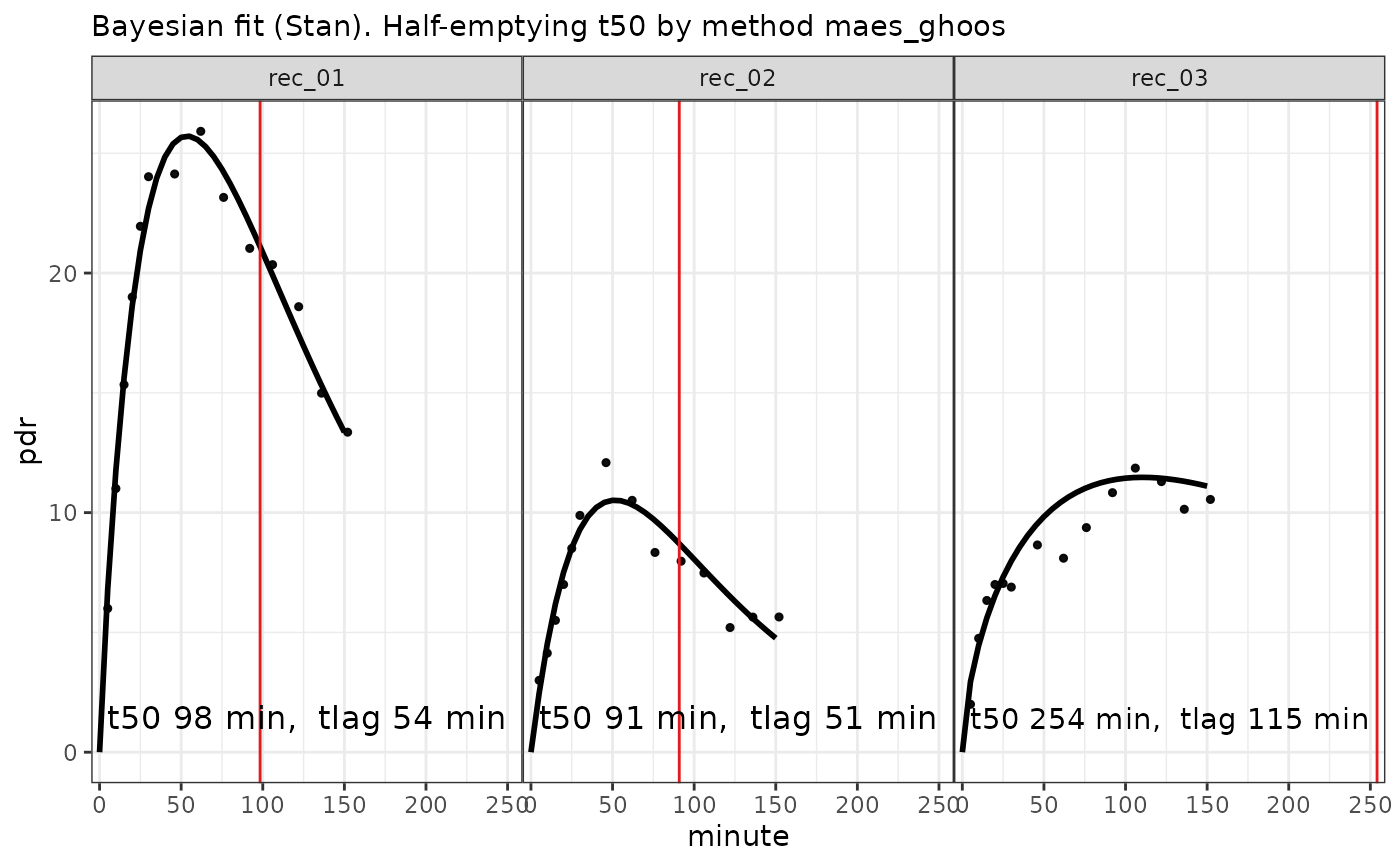 Bayesian fit (Stan). Half-emptying t50 by method maes_ghoos
rec_01 rec_02 rec_03
pdr
20
10
0
t50 98 min, tlag 54 min
t50 91 min, tlag 51 min
t50 254 min, tlag 115 min
0 50 100 150 200 250 0 50 100 150 200 250 0 50 100 150 200 250
minute